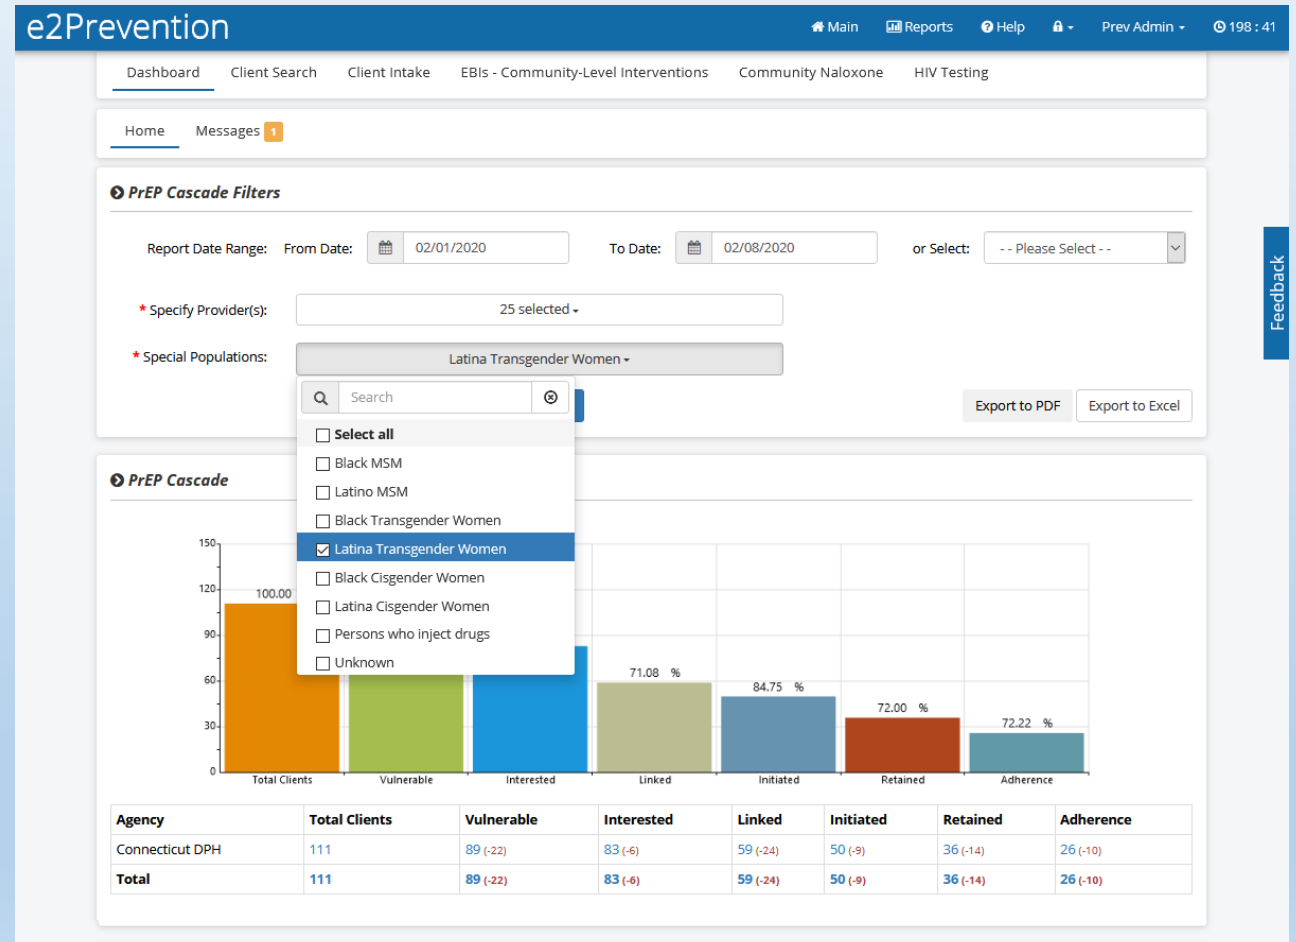 e2Prevention
Main Reports Help Prev Admin 198 : 41
Dashboard Client Search Client Intake EBIs - Community-Level Interventions Community Naloxone HIV Testing
Home Messages 1
PrEP Cascade Filters
Report Date Range: From Date: 02/01/2020 To Date: 02/08/2020 or Select: - - Please Select - -
* Specify Provider(s): 25 selected
* Special Populations: Latina Transgender Women
Search
Export to PDF Export to Excel
Select all
Black MSM
Latino MSM
Black Transgender Women
Latina Transgender Women
Black Cisgender Women
Latina Cisgender Women
Persons who inject drugs
Unknown
Feedback
PrEP Cascade
150
120
90
60
30
0
100.00
71.08 %
84.75 %
72.00 %
72.22 %
Total Clients Vulnerable Interested Linked Initiated Retained Adherence
Agency Total Clients Vulnerable Interested Linked Initiated Retained Adherence
Connecticut DPH 111 89 (-22) 83 (-6) 59 (-24) 50 (-9) 36 (-14) 26 (-10)
Total 111 89 (-22) 83 (-6) 59 (-24) 50 (-9) 36 (-14) 26 (-10)